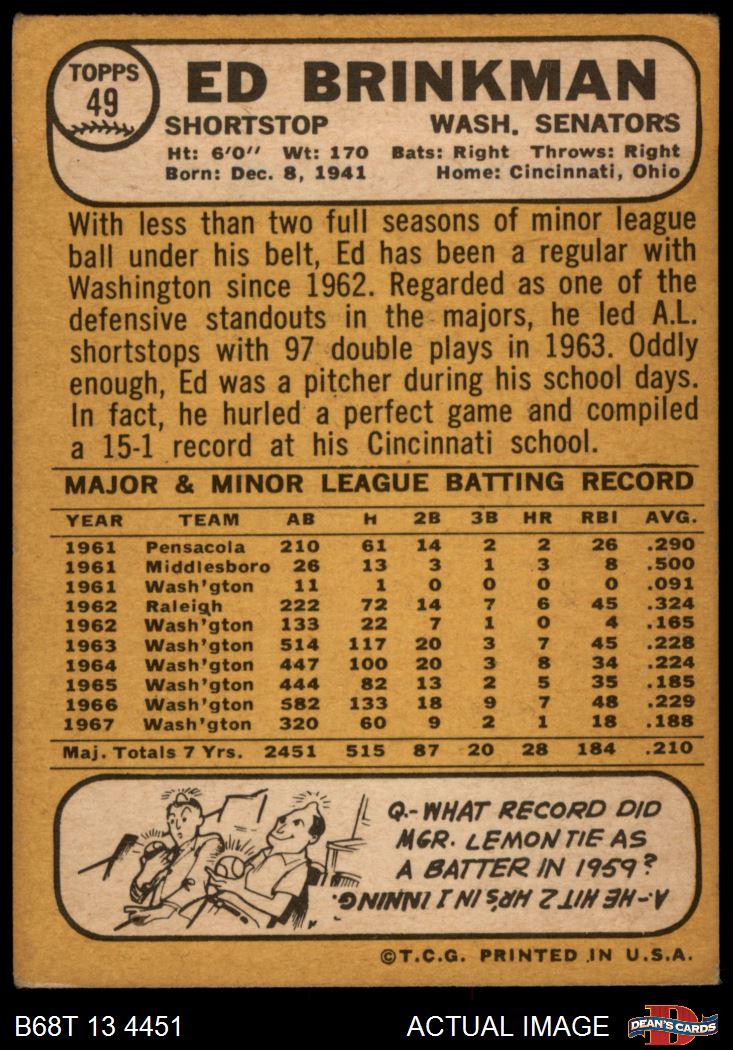 TOPPS
49
ED BRINKMAN
SHORTSTOP WASH. SENATORS
Ht: 6'0" Wt: 170 Bats: Right Throws: Right
Born: Dec. 8, 1941 Home: Cincinnati, Ohio
With less than two full seasons of minor league
ball under his belt, Ed has been a regular with
Washington since 1962. Regarded as one of the
defensive standouts in the majors, he led A.L.
shortstops with 97 double plays in 1963. Oddly
enough, Ed was a pitcher during his school days.
In fact, he hurled a perfect game and compiled
a 15-1 record at his Cincinnati school.
MAJOR & MINOR LEAGUE BATTING RECORD
YEAR TEAM AB H 2B 3B HR RBI AVG.
1961 Pensacola 210 61 14 2 2 26 .290
1961 Middlesboro 26 13 3 1 3 8 .500
1961 Wash'gton 11 1 0 0 0 0 .091
1962 Raleigh 222 72 14 7 6 45 .324
1962 Wash'gton 133 22 7 1 0 4 .165
1963 Wash'gton 514 117 20 3 7 45 .228
1964 Wash'gton 447 100 20 3 8 34 .224
1965 Wash'gton 444 82 13 2 5 35 .185
1966 Wash'gton 582 133 18 9 7 48 .229
1967 Wash'gton 320 60 9 2 1 18 .188
Maj. Totals 7 Yrs. 2451 515 87 20 28 184 .210
Q.-WHAT RECORD DID
MGR. LEMON TIE AS
A BATTER IN 1959?
A.-HE HIT 2 HR'S IN 1 INNING.
©T.C.G. PRINTED IN U.S.A.
B68T 13 4451 ACTUAL IMAGE
D
DEAN'S CARDS